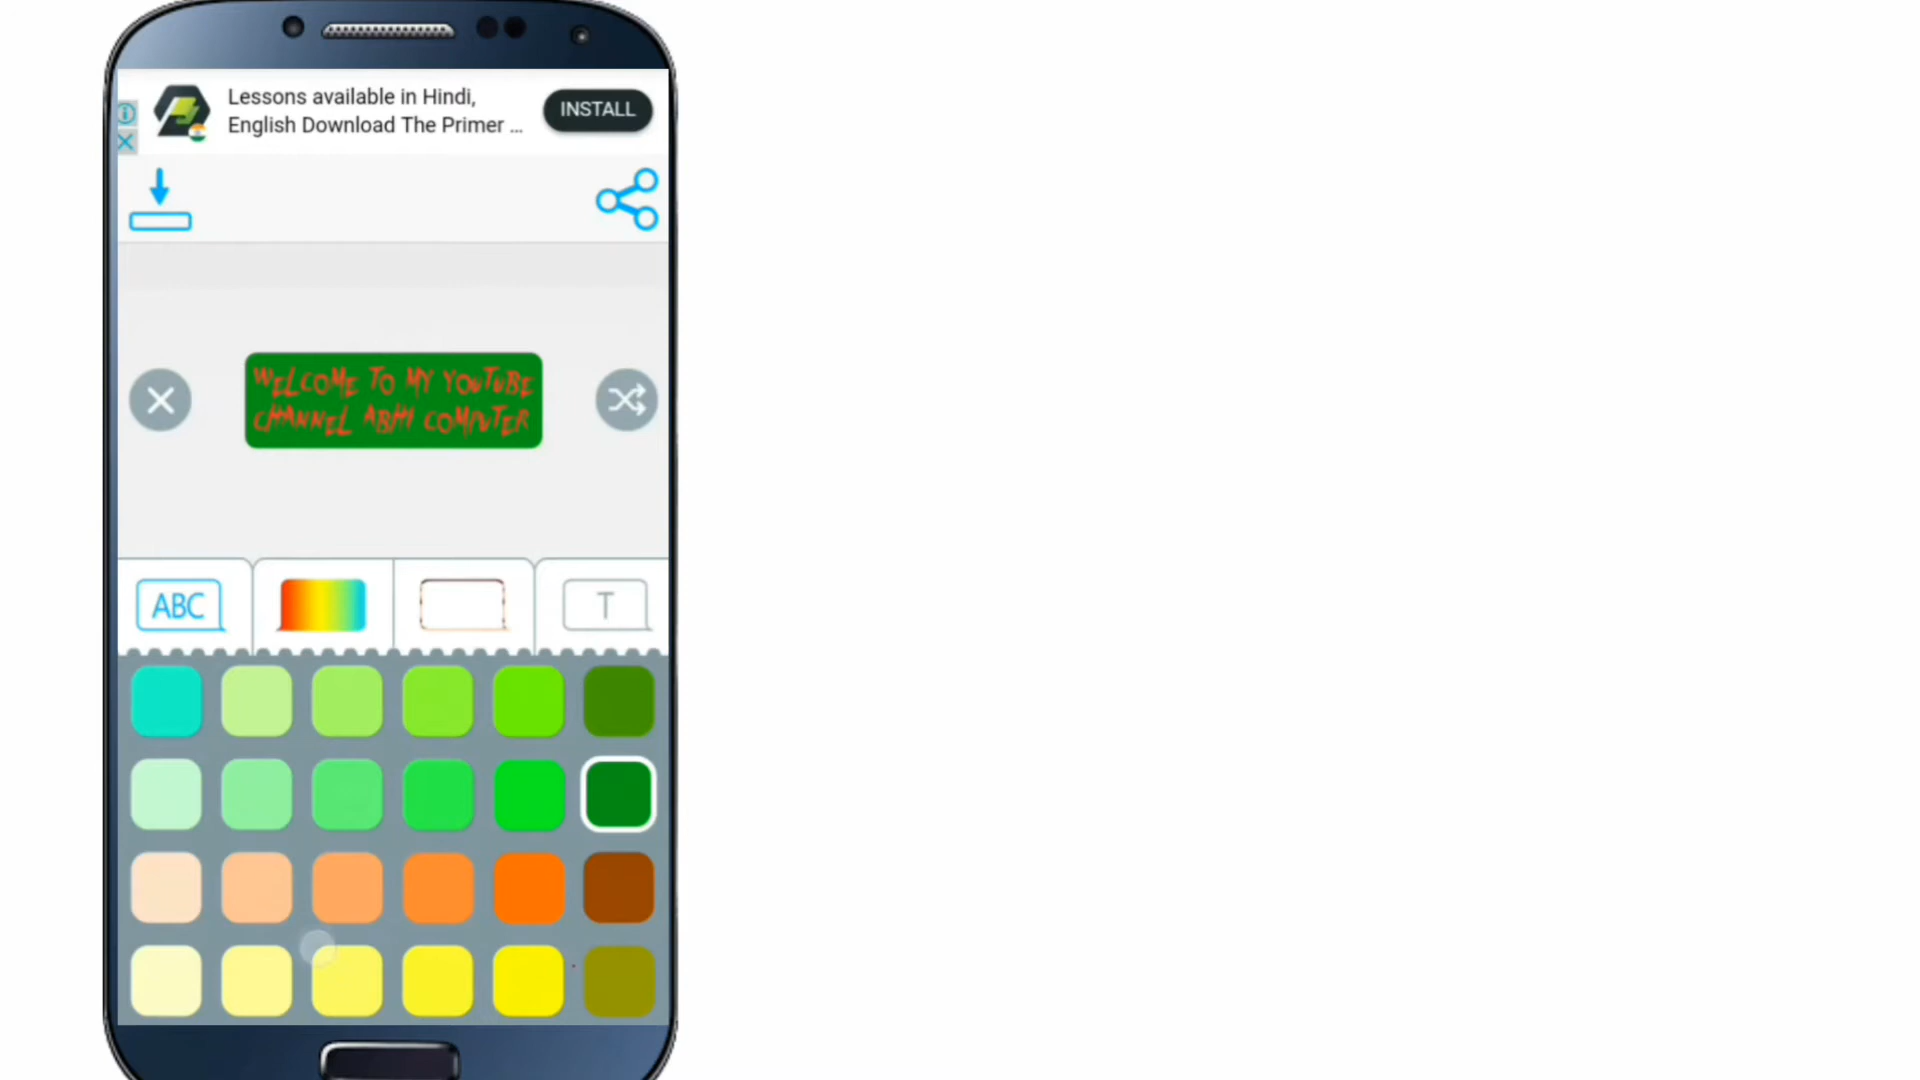 Lessons available in Hindi,
English Download The Primer ...
INSTALL
WELCOME TO MY YOUTUBE
CHANNEL ABHI COMPUTER
ABC
T